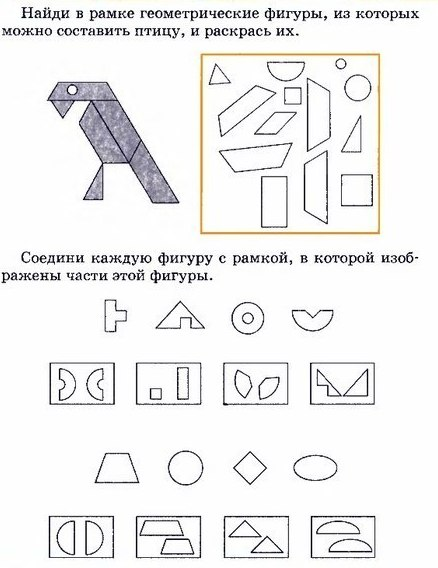 Найди в рамке геометрические фигуры, из которых
можно составить птицу, и раскрась их.
Соедини каждую фигуру с рамкой, в которой изоб-
ражены части этой фигуры.